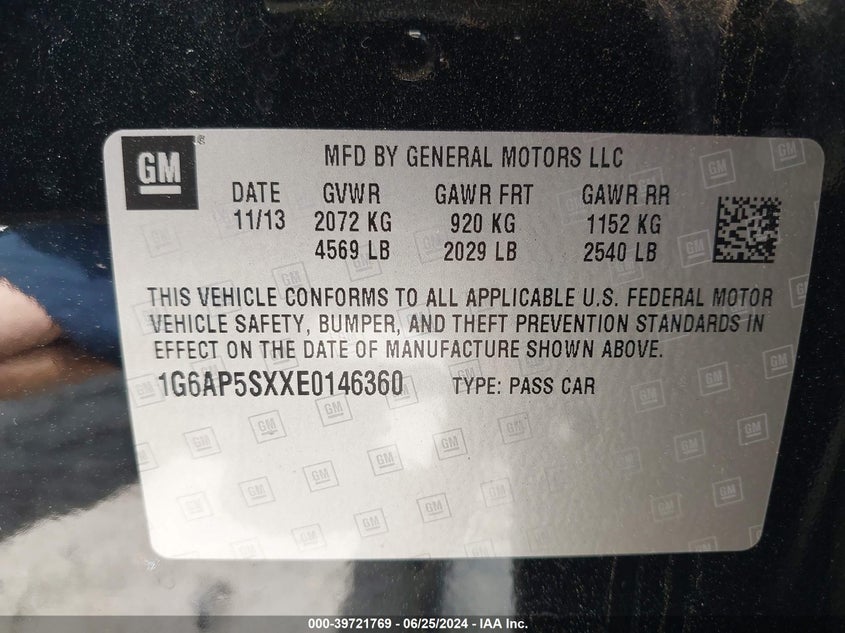 GM
MFD BY GENERAL MOTORS LLC
DATE GVWR GAWR FRT GAWR RR
11/13 2072 KG 920 KG 1152 KG
4569 LB 2029 LB 2540 LB
THIS VEHICLE CONFORMS TO ALL APPLICABLE U.S. FEDERAL MOTOR
VEHICLE SAFETY, BUMPER, AND THEFT PREVENTION STANDARDS IN
EFFECT ON THE DATE OF MANUFACTURE SHOWN ABOVE.
1G6AP5SXXE0146360 TYPE: PASS CAR
000-39721769 - 06/25/2024 - IAA Inc.